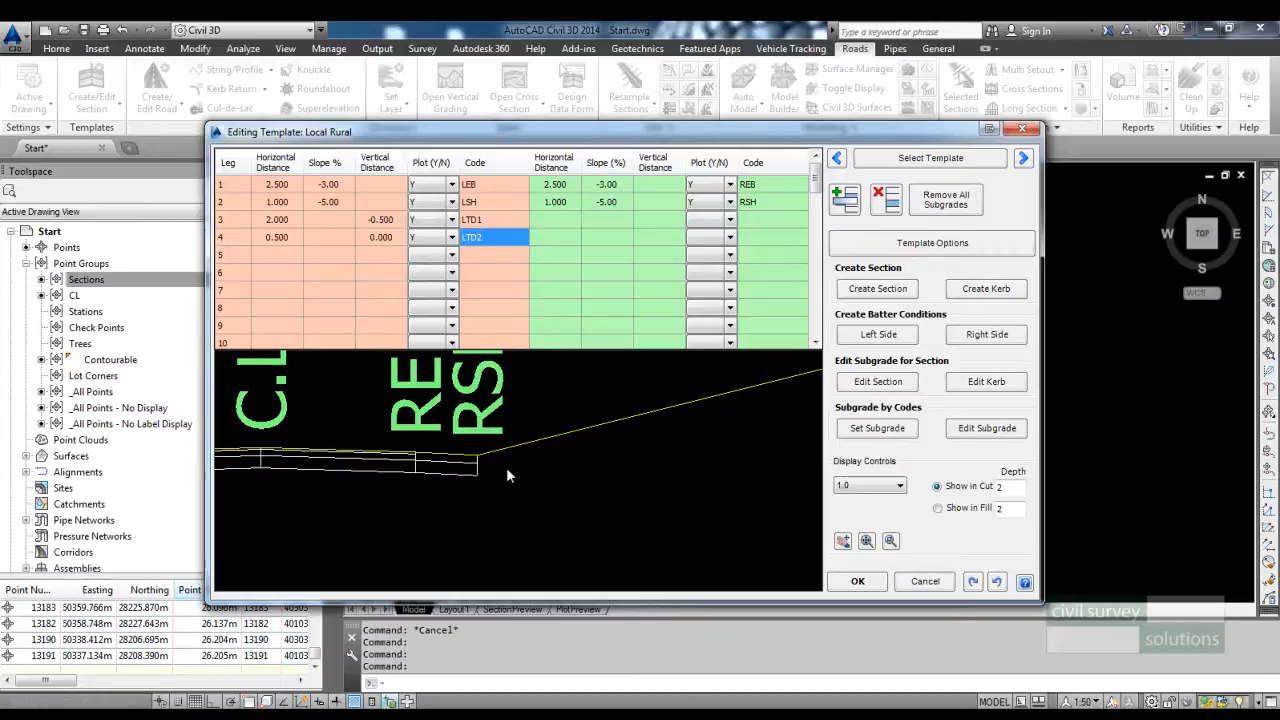 Civil 3D
AutoCAD Civil 3D 2014 Start.dwg
Type a keyword or phrase
Sign In
Home Insert Annotate Modify Analyze View Manage Output Survey Autodesk 360 Help Add-ins Geotechnics Featured Apps Vehicle Tracking Roads Pipes General
String/Profile Knuckle
Kerb Return Roundabout
Cul-de-sac Superelevation
Active Drawing
Create/Edit
Create/ Edit Road
Set Layer
Open Vertical Grading
Open Cross Section
Design Data Form
Resample Sections
Auto Model
Model Builder
Surface Manager
Toggle Display
Civil 3D Surfaces
Selected Sections
Multi Setout
Cross Sections
Long Section
Volume
Clean Up
Help
Settings Templates Reports Utilities Help
Start*
Toolspace
Active Drawing View
Start
Points
Point Groups
Sections
CL
Stations
Check Points
Trees
Contourable
Lot Corners
_All Points
_All Points - No Display
_All Points - No Label Display
Point Clouds
Surfaces
Alignments
Sites
Catchments
Pipe Networks
Pressure Networks
Corridors
Assemblies
Point Nu... Easting Northing Point
13183 50359.766m 28225.870m 26.098m 13183 40303
13182 50358.748m 28227.643m 26.137m 13182 40103
13190 50338.412m 28206.695m 26.204m 13190 40303
13191 50337.134m 28208.390m 26.205m 13191 40103
Editing Template: Local Rural
Leg Horizontal Distance Slope % Vertical Distance Plot (Y/N) Code Horizontal Distance Slope (%) Vertical Distance Plot (Y/N) Code
1 2.500 -3.00 Y LEB 2.500 -3.00 Y REB
2 1.000 -5.00 Y LSH 1.000 -5.00 Y RSH
3 2.000 -0.500 Y LTD1
4 0.500 0.000 Y LTD2
5
6
7
8
9
10
RSH
Select Template
Remove All Subgrades
Template Options
Create Section
Create Section Create Kerb
Create Batter Conditions
Left Side Right Side
Edit Subgrade for Section
Edit Section Edit Kerb
Subgrade by Codes
Set Subgrade Edit Subgrade
Display Controls Depth
1.0 Show in Cut 2
Show in Fill 2
OK Cancel
Model Layout1 SectionPreview PlotPreview
Command: *Cancel*
Command:
Command:
Command:
civil survey
solutions
N
W TOP E
S
WCS
MODEL 1:50